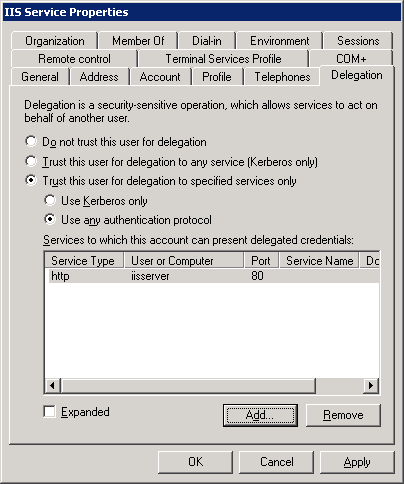 IIS Service Properties
Organization Member Of Dial-in Environment Sessions
Remote control Terminal Services Profile COM+
General Address Account Profile Telephones Delegation
Delegation is a security-sensitive operation, which allows services to act on
behalf of another user.
Do not trust this user for delegation
Trust this user for delegation to any service (Kerberos only)
Trust this user for delegation to specified services only
Use Kerberos only
Use any authentication protocol
Services to which this account can present delegated credentials:
Service Type User or Computer Port Service Name Do
http iisserver 80
Expanded Add... Remove
OK Cancel Apply